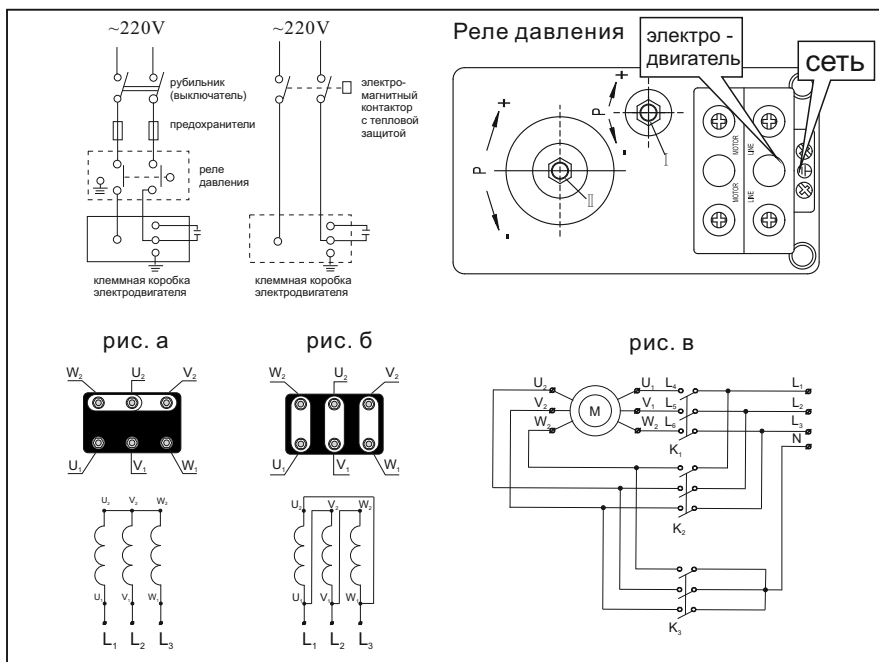 ~220V
~220V
рубильник
(выключатель)
предохранители
реле
давления
клеммная коробка
электродвигателя
электро-
магнитный
контактор
с тепловой
защитой
клеммная коробка
электродвигателя
Реле давления
электро -
двигатель
сеть
+
P
-
+
P
-
I
II
MOTOR
LINE
MOTOR
LINE
рис. а
W₂ U₂ V₂
U₁ V₁ W₁
U₂ V₂ W₂
U₁ V₁ W₁
L₁ L₂ L₃
рис. б
W₂ U₂ V₂
U₁ V₁ W₁
U₂ V₂ W₂
U₁ V₁ W₁
L₁ L₂ L₃
рис. в
U₂ U₁ L₄ L₁
V₂ M V₁ L₅ L₂
W₂ W₂ L₆ L₃
N
K₁
K₂
K₃